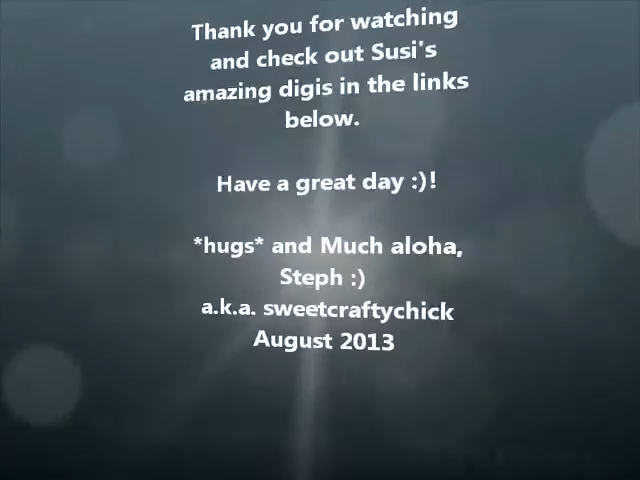 Thank you for watching
and check out Susi's
amazing digis in the links
below.
Have a great day :)!
*hugs* and Much aloha,
Steph :)
a.k.a. sweetcraftychick
August 2013